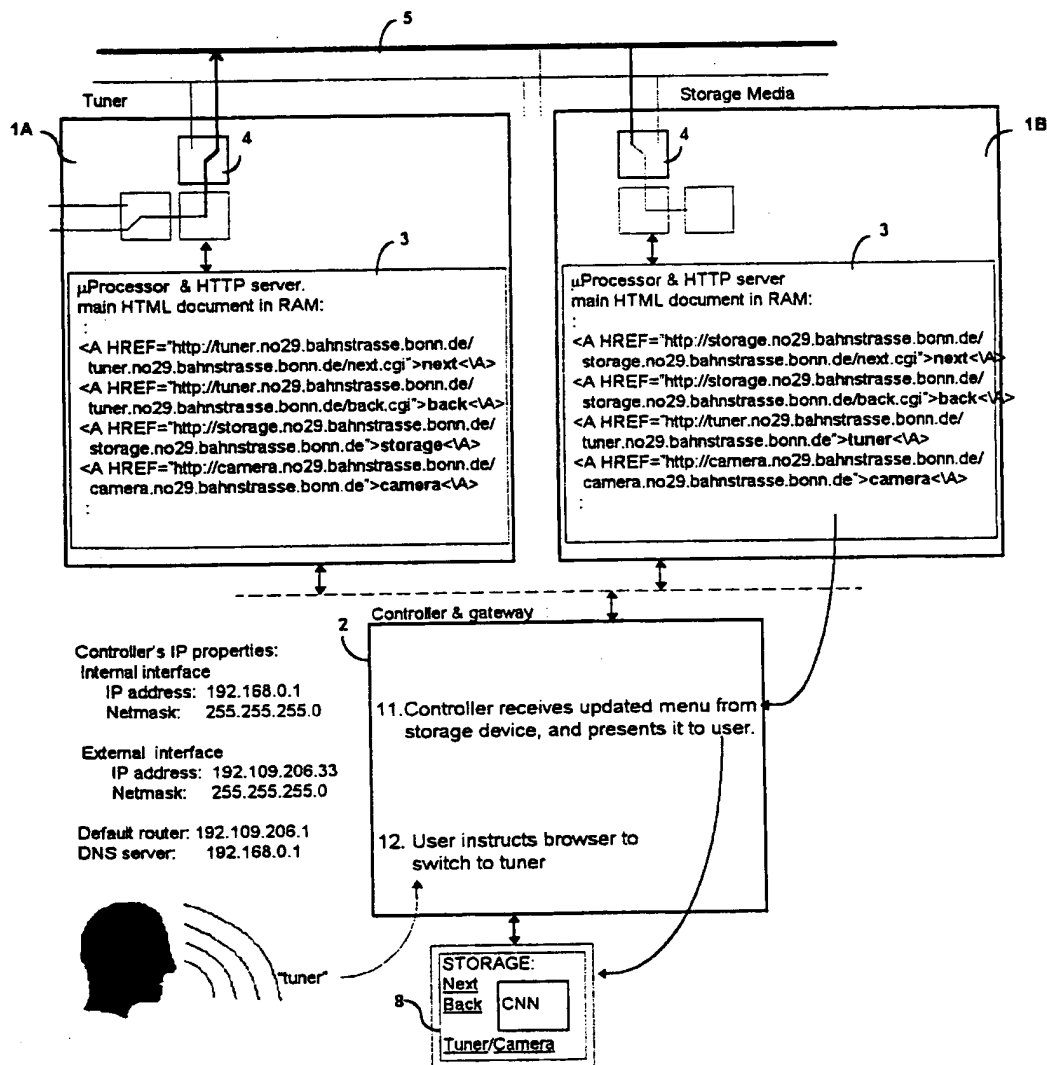 5
Tuner
Storage Media
1A
1B
4
4
3
3
µProcessor & HTTP server.
main HTML document in RAM:
:
<A HREF="http://tuner.no29.bahnstrasse.bonn.de/
tuner.no29.bahnstrasse.bonn.de/next.cgi">next<\A>
<A HREF="http://tuner.no29.bahnstrasse.bonn.de/
tuner.no29.bahnstrasse.bonn.de/back.cgi">back<\A>
<A HREF="http://storage.no29.bahnstrasse.bonn.de/
storage.no29.bahnstrasse.bonn.de">storage<\A>
<A HREF="http://camera.no29.bahnstrasse.bonn.de/
camera.no29.bahnstrasse.bonn.de">camera<\A>
:
µProcessor & HTTP server
main HTML document in RAM:
:
<A HREF="http://storage.no29.bahnstrasse.bonn.de/
storage.no29.bahnstrasse.bonn.de/next.cgi">next<\A>
<A HREF="http://storage.no29.bahnstrasse.bonn.de/
storage.no29.bahnstrasse.bonn.de/back.cgi">back<\A>
<A HREF="http://tuner.no29.bahnstrasse.bonn.de/
tuner.no29.bahnstrasse.bonn.de">tuner<\A>
<A HREF="http://camera.no29.bahnstrasse.bonn.de/
camera.no29.bahnstrasse.bonn.de">camera<\A>
:
Controller & gateway
2
Controller's IP properties:
Internal interface
IP address: 192.168.0.1
Netmask: 255.255.255.0
External interface
IP address: 192.109.206.33
Netmask: 255.255.255.0
Default router: 192.109.206.1
DNS server: 192.168.0.1
11.Controller receives updated menu from
storage device, and presents it to user.
12. User instructs browser to
switch to tuner
"tuner"
8
STORAGE:
Next
Back
CNN
Tuner/Camera